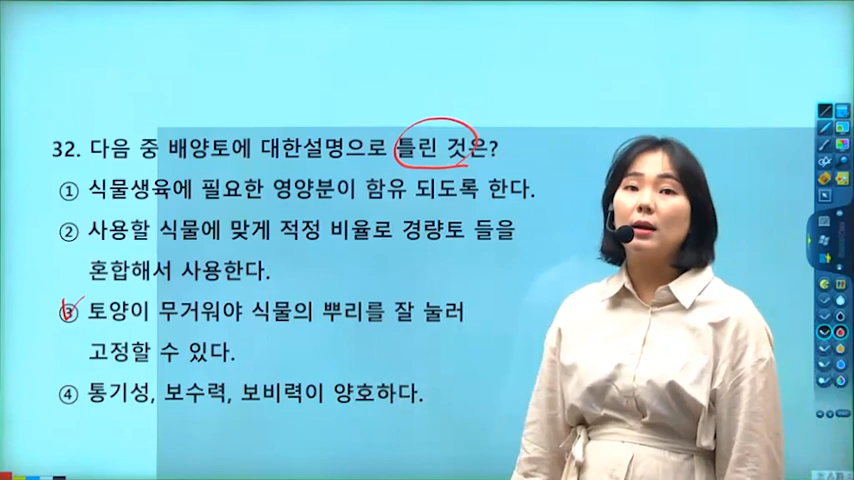 32. 다음 중 배양토에 대한설명으로 틀린 것은?
① 식물생육에 필요한 영양분이 함유 되도록 한다.
② 사용할 식물에 맞게 적정 비율로 경량토 들을
혼합해서 사용한다.
③ 토양이 무거워야 식물의 뿌리를 잘 눌러
고정할 수 있다.
④ 통기성, 보수력, 보비력이 양호하다.